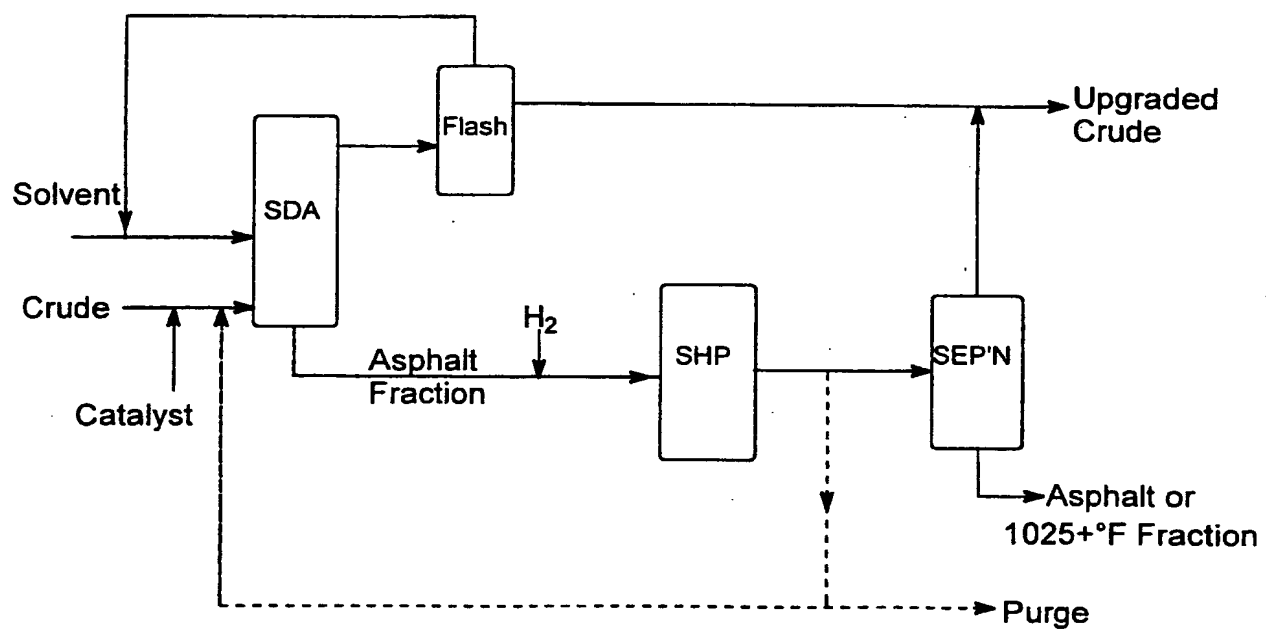 Upgraded
Crude
Flash
Solvent
SDA
Crude
H2
Asphalt
Fraction
SHP
SEP'N
Catalyst
Asphalt or
1025+°F Fraction
Purge